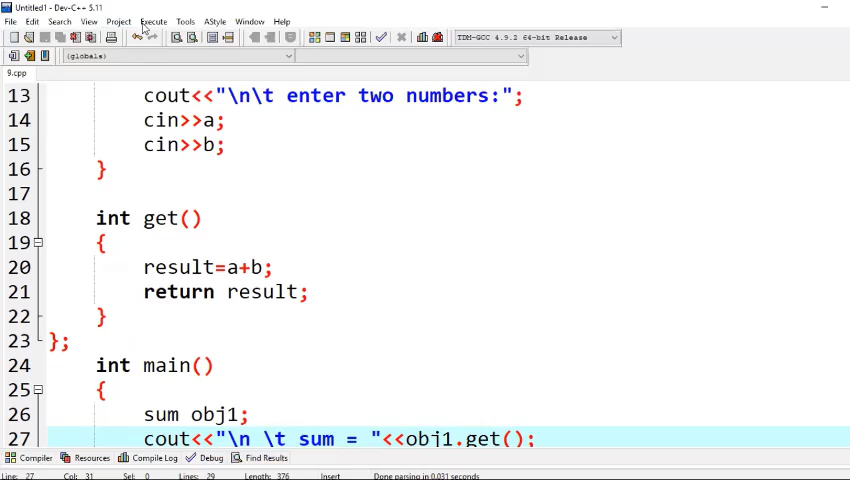 Untitled1 - Dev-C++ 5.11
File Edit Search View Project Execute Tools AStyle Window Help
TDM-GCC 4.9.2 64-bit Release
(globals)
9.cpp
13 cout<<"\n\t enter two numbers:";
14 cin>>a;
15 cin>>b;
16 }
17
18 int get()
19 {
20 result=a+b;
21 return result;
22 }
23 };
24 int main()
25 {
26 sum obj1;
27 cout<<"\n \t sum = "<<obj1.get();
Compiler Resources Compile Log Debug Find Results
Line: 27 Col: 31 Sel: 0 Lines: 29 Length: 376 Insert Done parsing in 0.031 seconds